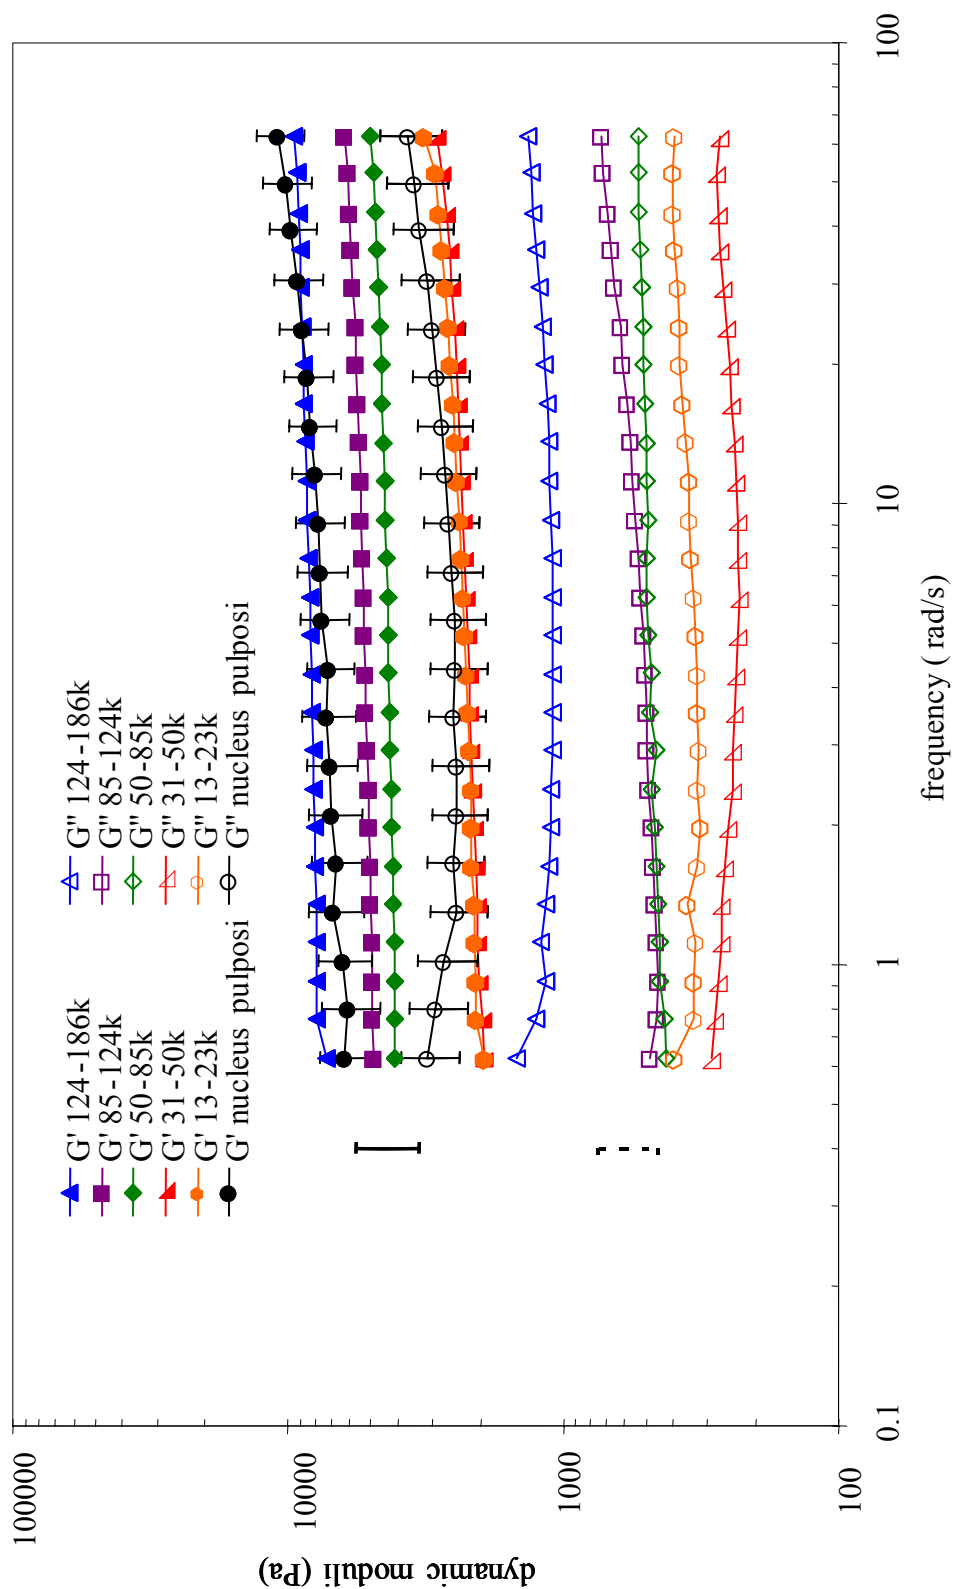 100000
10000
1000
100
dynamic moduli (Pa)
0.1
1
10
100
frequency ( rad/s)
G' 124-186k
G' 85-124k
G' 50-85k
G' 31-50k
G' 13-23k
G' nucleus pulposi
G" 124-186k
G" 85-124k
G" 50-85k
G" 31-50k
G" 13-23k
G" nucleus pulposi